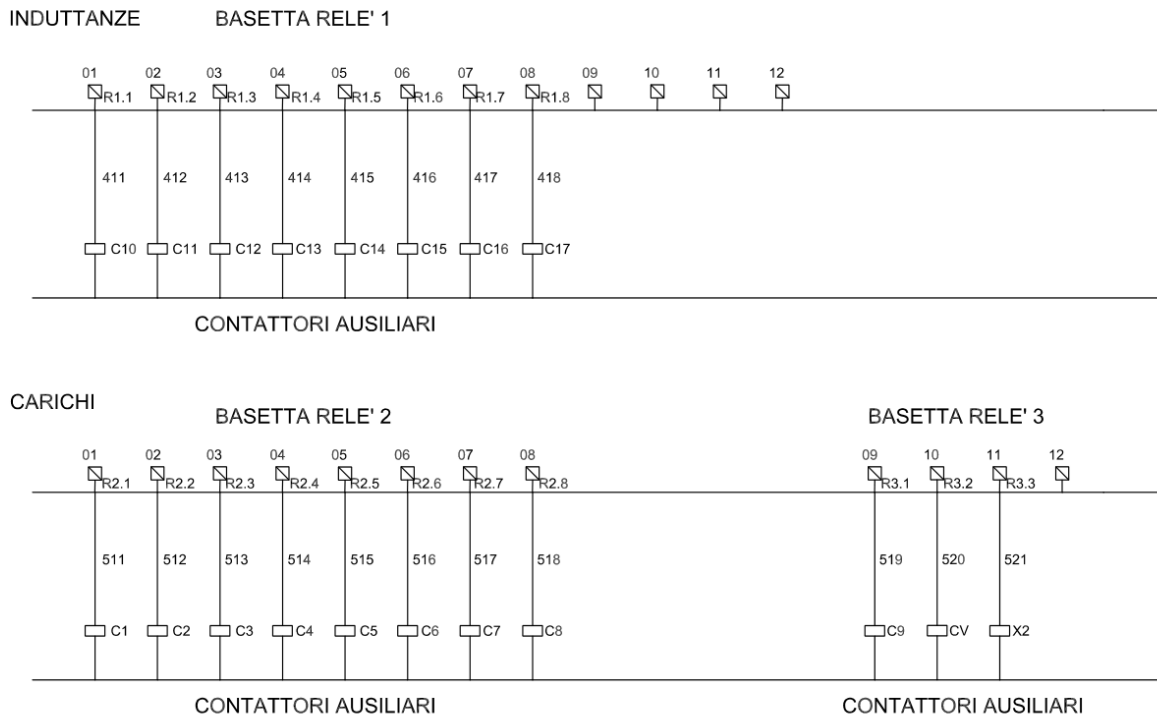 INDUTTANZE BASETTA RELE' 1
01 02 03 04 05 06 07 08 09 10 11 12
R1.1 R1.2 R1.3 R1.4 R1.5 R1.6 R1.7 R1.8
411 412 413 414 415 416 417 418
C10 C11 C12 C13 C14 C15 C16 C17
CONTATTORI AUSILIARI
CARICHI
BASETTA RELE' 2 BASETTA RELE' 3
01 02 03 04 05 06 07 08 09 10 11 12
R2.1 R2.2 R2.3 R2.4 R2.5 R2.6 R2.7 R2.8 R3.1 R3.2 R3.3
511 512 513 514 515 516 517 518 519 520 521
C1 C2 C3 C4 C5 C6 C7 C8 C9 CV X2
CONTATTORI AUSILIARI CONTATTORI AUSILIARI